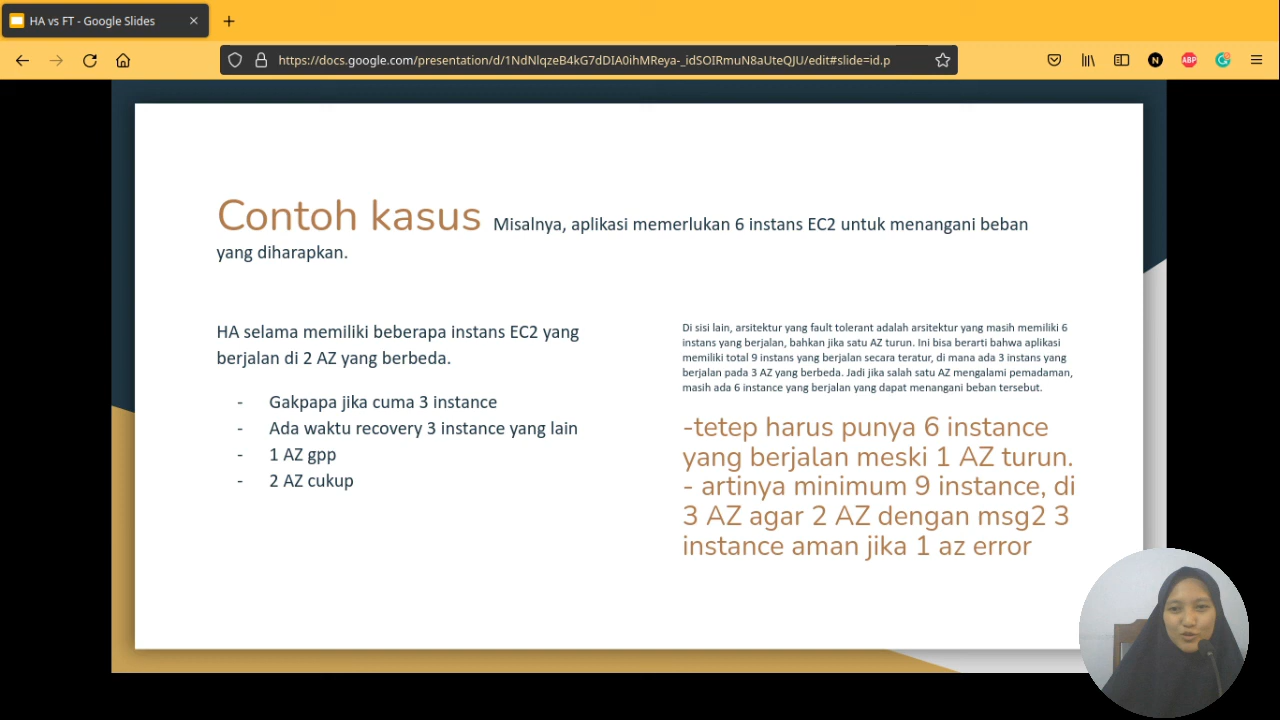 HA vs FT - Google Slides
https://docs.google.com/presentation/d/1NdNlqzeB4kG7dDIA0ihMReya-_idSOIRmuN8aUteQJU/edit#slide=id.p
N
ABP
Contoh kasus Misalnya, aplikasi memerlukan 6 instans EC2 untuk menangani beban
yang diharapkan.
HA selama memiliki beberapa instans EC2 yang
berjalan di 2 AZ yang berbeda.
- Gakpapa jika cuma 3 instance
- Ada waktu recovery 3 instance yang lain
- 1 AZ gpp
- 2 AZ cukup
Di sisi lain, arsitektur yang fault tolerant adalah arsitektur yang masih memiliki 6
instans yang berjalan, bahkan jika satu AZ turun. Ini bisa berarti bahwa aplikasi
memiliki total 9 instans yang berjalan secara teratur, di mana ada 3 instans yang
berjalan pada 3 AZ yang berbeda. Jadi jika salah satu AZ mengalami pemadaman,
masih ada 6 instance yang berjalan yang dapat menangani beban tersebut.
-tetep harus punya 6 instance
yang berjalan meski 1 AZ turun.
- artinya minimum 9 instance, di
3 AZ agar 2 AZ dengan msg2 3
instance aman jika 1 az error